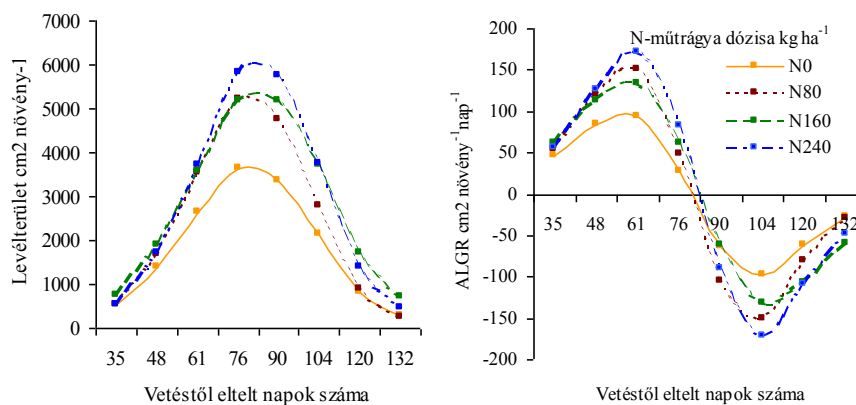 Levélterület cm2 növény-1
7000
6000
5000
4000
3000
2000
1000
0
35 48 61 76 90 104 120 132
Vetéstől eltelt napok száma
ALGR cm2 növény-1nap-1
200
150
100
50
0
-50
-100
-150
-200
35 48 61 76 90 104 120 132
Vetéstől eltelt napok száma
N-műtrágya dózisa kg ha-1
N0
N80
N160
N240